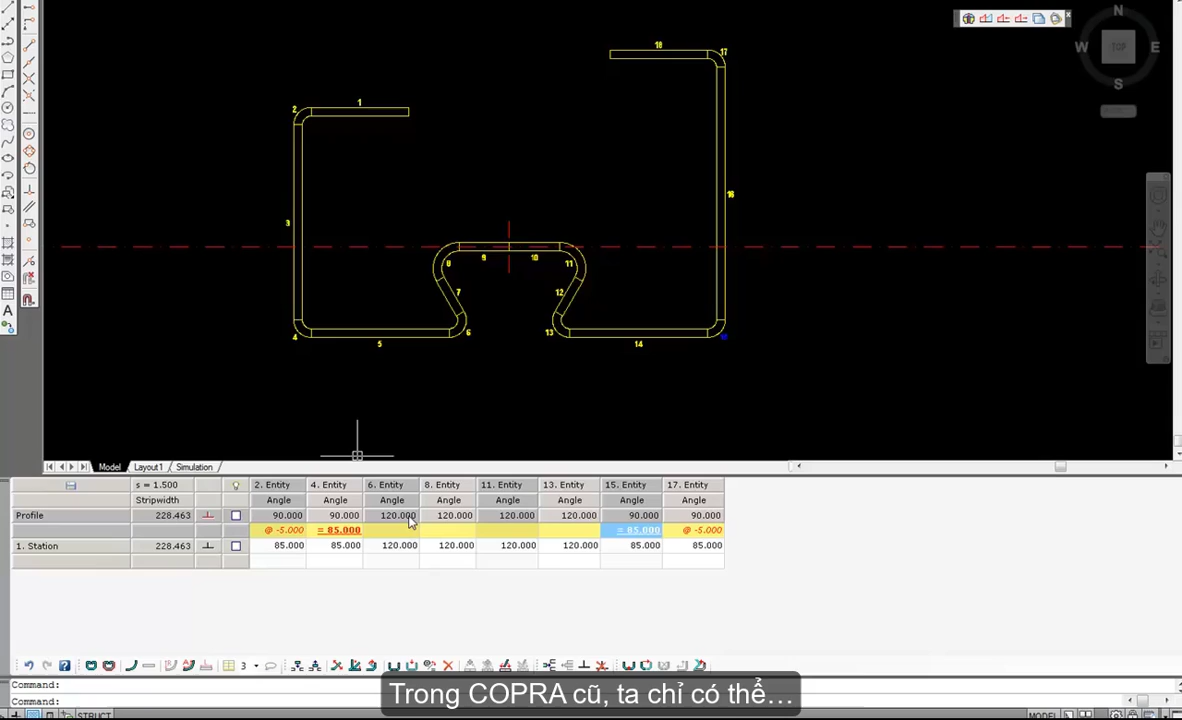 N
W TOP E
S
18
17
1
2
16
3
9 10
8 11
7 12
4 6 13
5 14
Model Layout1 Simulation
s = 1.500 2. Entity 4. Entity 6. Entity 8. Entity 11. Entity 13. Entity 15. Entity 17. Entity
Stripwidth Angle Angle Angle Angle Angle Angle Angle Angle
Profile 228.463 90.000 90.000 120.000 120.000 120.000 120.000 90.000 90.000
@ -5.000 = 85.000 = 85.000 @ -5.000
1. Station 228.463 85.000 85.000 120.000 120.000 120.000 120.000 85.000 85.000
3
Command:
Command:
Trong COPRA cũ, ta chỉ có thể...
MODEL
STRUCT